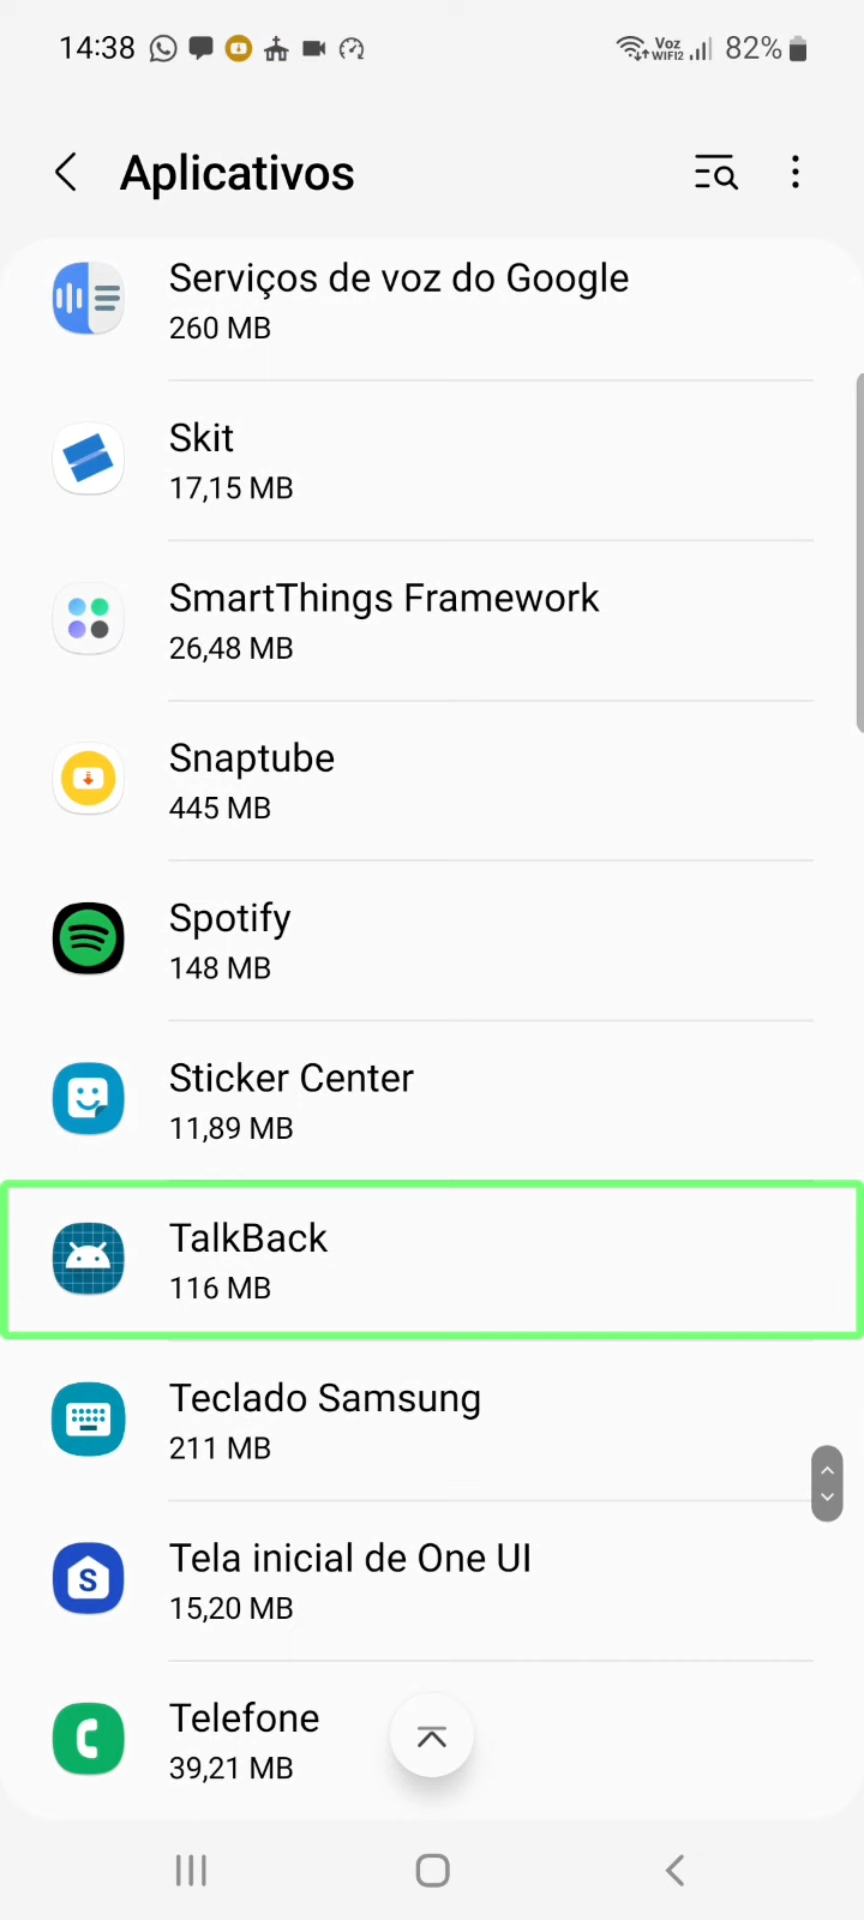 14:38
Voz
WIFI2
82%
Aplicativos
Serviços de voz do Google
260 MB
Skit
17,15 MB
SmartThings Framework
26,48 MB
Snaptube
445 MB
Spotify
148 MB
Sticker Center
11,89 MB
TalkBack
116 MB
Teclado Samsung
211 MB
Tela inicial de One UI
15,20 MB
Telefone
39,21 MB